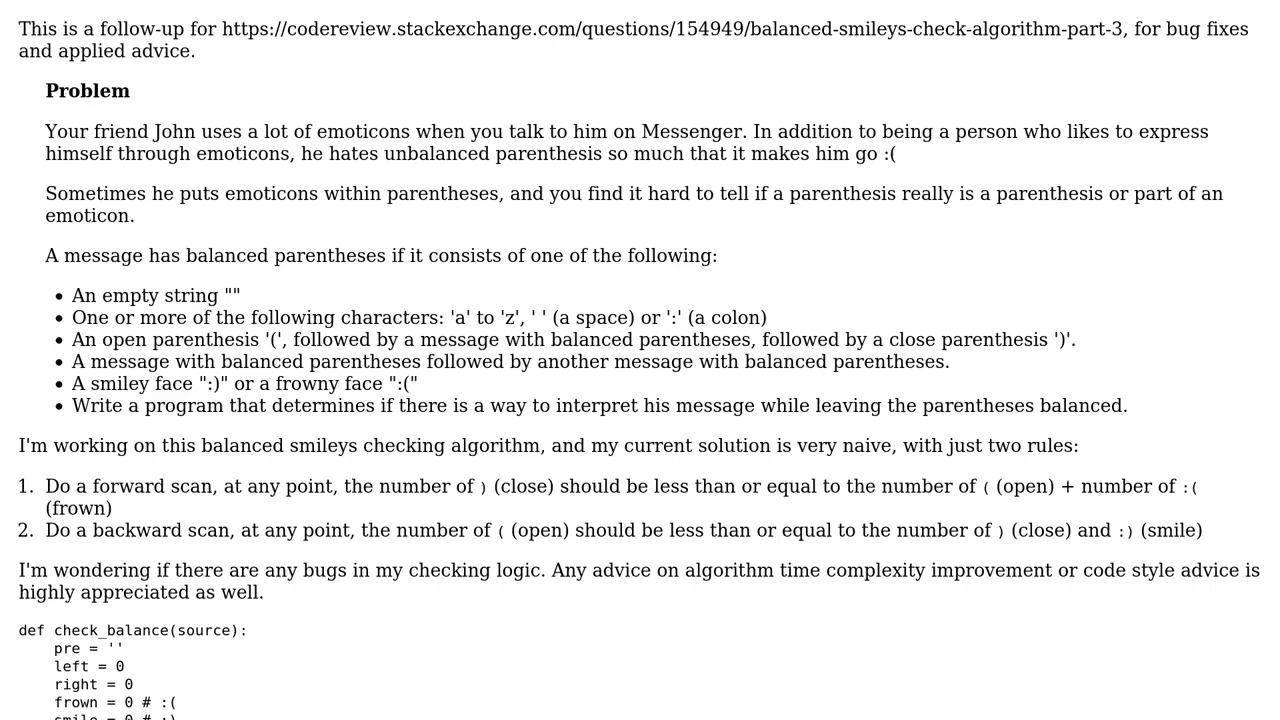 This is a follow-up for https://codereview.stackexchange.com/questions/154949/balanced-smileys-check-algorithm-part-3, for bug fixes
and applied advice.
Problem
Your friend John uses a lot of emoticons when you talk to him on Messenger. In addition to being a person who likes to express
himself through emoticons, he hates unbalanced parenthesis so much that it makes him go :(
Sometimes he puts emoticons within parentheses, and you find it hard to tell if a parenthesis really is a parenthesis or part of an
emoticon.
A message has balanced parentheses if it consists of one of the following:
• An empty string ""
• One or more of the following characters: 'a' to 'z', ' ' (a space) or ':' (a colon)
• An open parenthesis '(', followed by a message with balanced parentheses, followed by a close parenthesis ')'.
• A message with balanced parentheses followed by another message with balanced parentheses.
• A smiley face ":)" or a frowny face ":("
• Write a program that determines if there is a way to interpret his message while leaving the parentheses balanced.
I'm working on this balanced smileys checking algorithm, and my current solution is very naive, with just two rules:
1. Do a forward scan, at any point, the number of ) (close) should be less than or equal to the number of ( (open) + number of :(
(frown)
2. Do a backward scan, at any point, the number of ( (open) should be less than or equal to the number of ) (close) and :) (smile)
I'm wondering if there are any bugs in my checking logic. Any advice on algorithm time complexity improvement or code style advice is
highly appreciated as well.
def check_balance(source):
    pre = ''
    left = 0
    right = 0
    frown = 0 # :(
    smile = 0 # :)